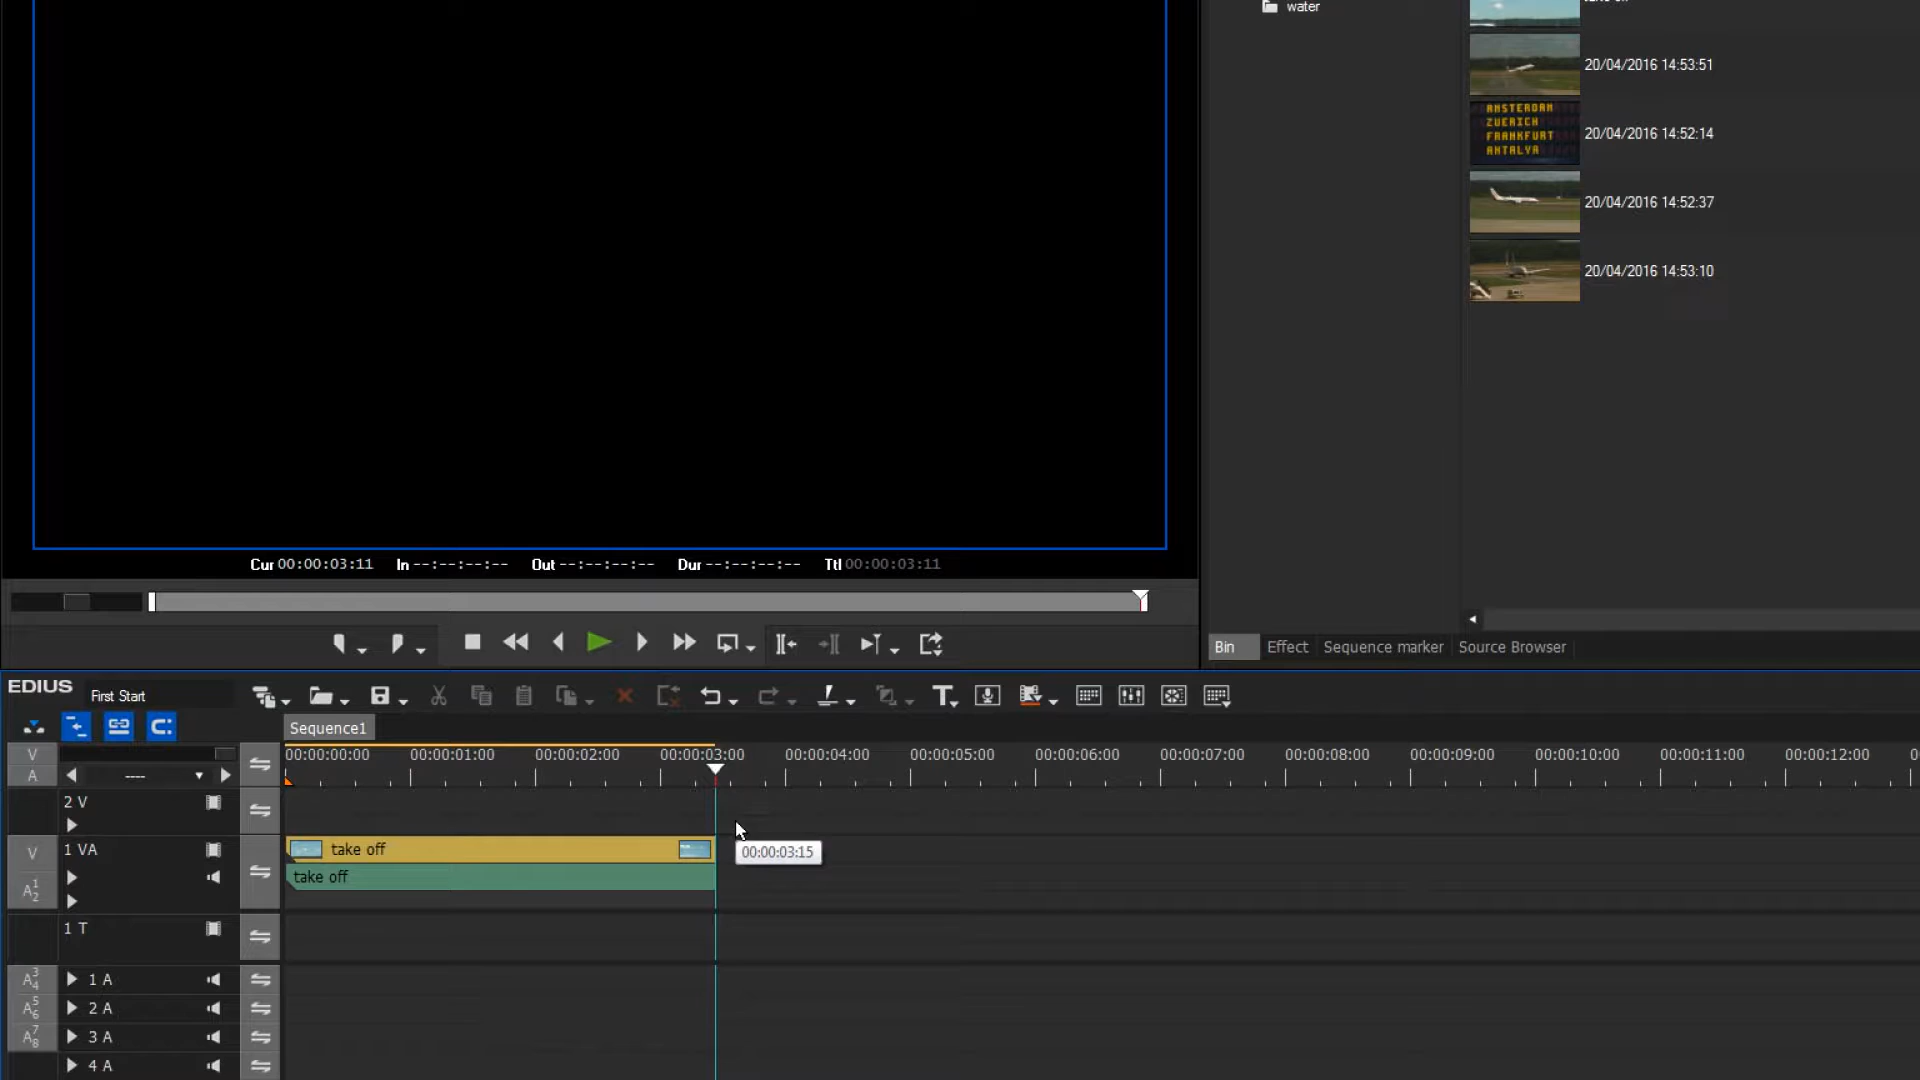 water
20/04/2016 14:53:51
AMSTERDAM
ZUERICH
FRANKFURT
ANTALYA
20/04/2016 14:52:14
20/04/2016 14:52:37
20/04/2016 14:53:10
Cur 00:00:03:11 In --:--:--:-- Out --:--:--:-- Dur --:--:--:-- Ttl 00:00:03:11
Bin Effect Sequence marker Source Browser
EDIUS First Start
Sequence1
00:00:00:00 00:00:01:00 00:00:02:00 00:00:03:00 00:00:04:00 00:00:05:00 00:00:06:00 00:00:07:00 00:00:08:00 00:00:09:00 00:00:10:00 00:00:11:00 00:00:12:00
V
A ----
2 V
V 1 VA take off
00:00:03:15
A12 take off
1 T
A34 1 A
A56 2 A
A78 3 A
4 A